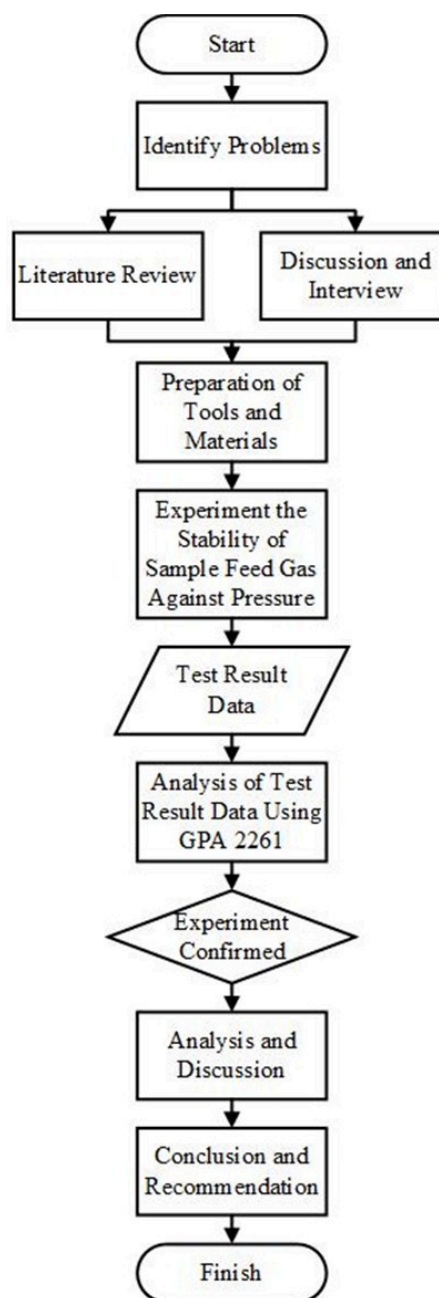 Start
Identify Problems
Literature Review
Discussion and
Interview
Preparation of
Tools and
Materials
Experiment the
Stability of
Sample Feed Gas
Against Pressure
Test Result
Data
Analysis of Test
Result Data Using
GPA 2261
Experiment
Confirmed
Analysis and
Discussion
Conclusion and
Recommendation
Finish